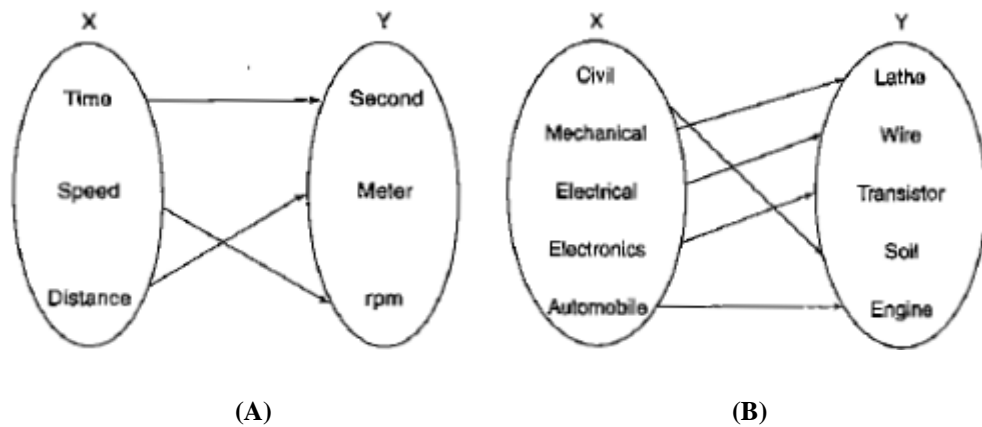 X Y
Time Second
Speed Meter
Distance rpm
(A)
X Y
Civil Lathe
Mechanical Wire
Electrical Transistor
Electronics Soil
Automobile Engine
(B)